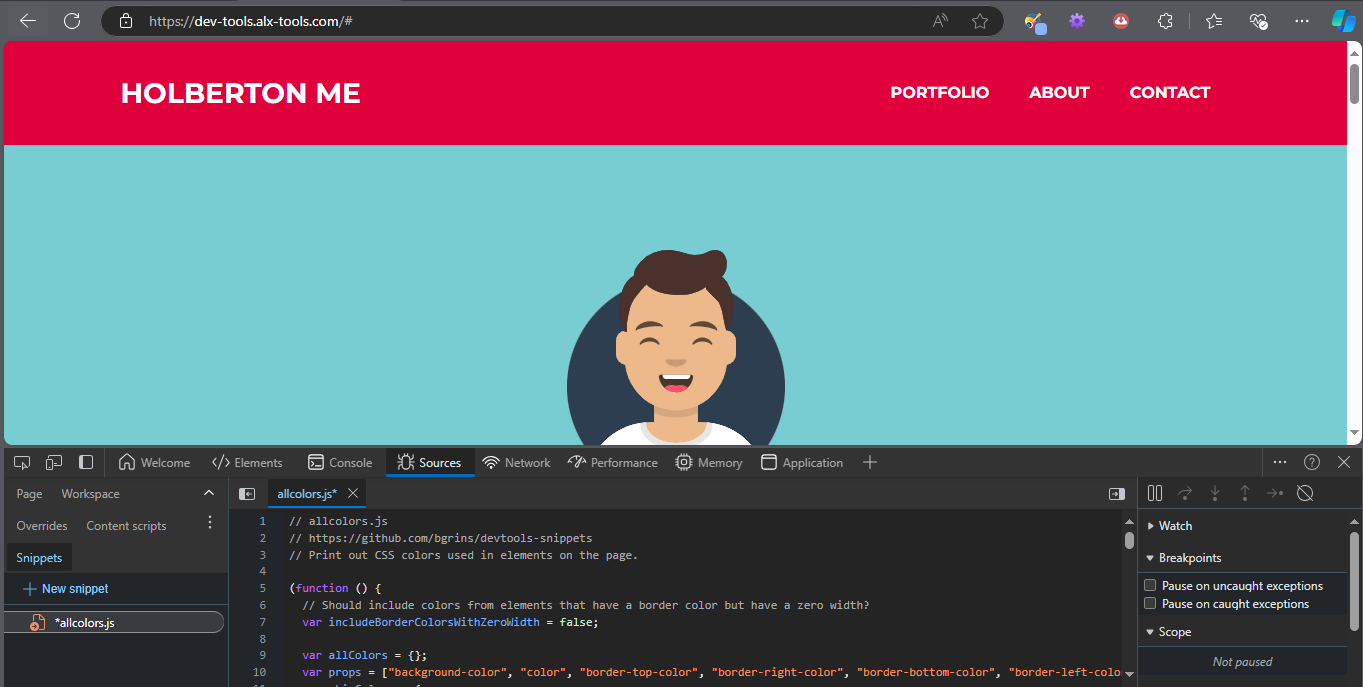 https://dev-tools.alx-tools.com/#
HOLBERTON ME
PORTFOLIO ABOUT CONTACT
Welcome Elements Console Sources Network Performance Memory Application
Page Workspace
Overrides Content scripts
Snippets
New snippet
*allcolors.js
allcolors.js*
1 // allcolors.js
2 // https://github.com/bgrins/devtools-snippets
3 // Print out CSS colors used in elements on the page.
4
5 (function () {
6 // Should include colors from elements that have a border color but have a zero width?
7 var includeBorderColorsWithZeroWidth = false;
8
9 var allColors = {};
10 var props = ["background-color", "color", "border-top-color", "border-right-color", "border-bottom-color", "border-left-colo
Watch
Breakpoints
Pause on uncaught exceptions
Pause on caught exceptions
Scope
Not paused